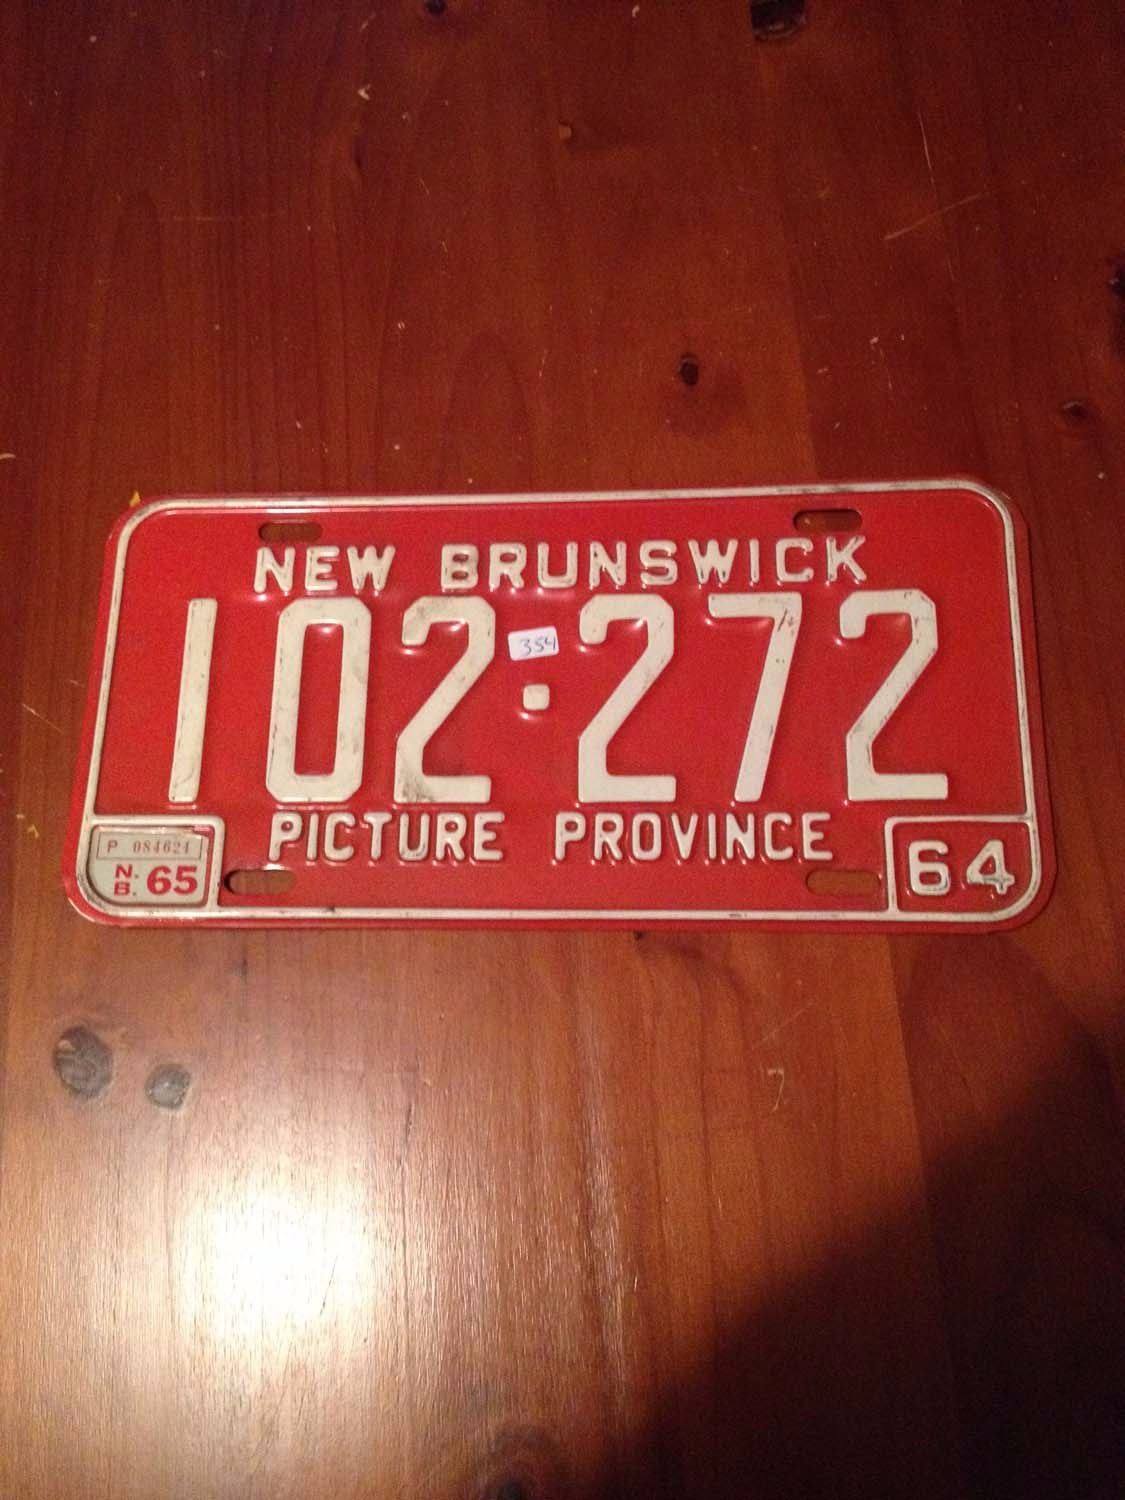 NEW BRUNSWICK
354
102·272
PICTURE PROVINCE
P 084624
N.B. 65
64